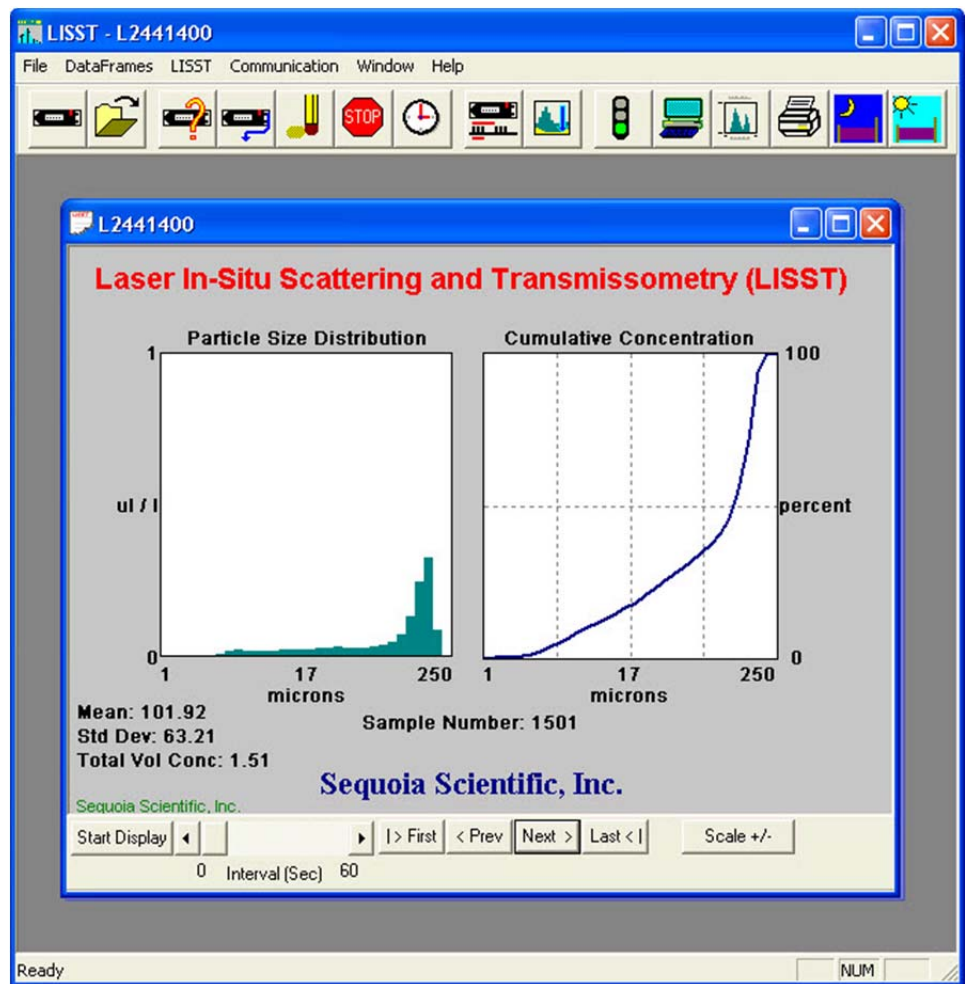 LISST - L2441400
File DataFrames LISST Communication Window Help
STOP
L2441400
Laser In-Situ Scattering and Transmissometry (LISST)
Particle Size Distribution Cumulative Concentration
1 100
ul / l percent
0 0
1 17 250 1 17 250
microns microns
Mean: 101.92
Sample Number: 1501
Std Dev: 63.21
Total Vol Conc: 1.51
Sequoia Scientific, Inc.
Sequoia Scientific, Inc.
Start Display |> First < Prev Next > Last < | Scale +/-
0 Interval (Sec) 60
Ready NUM